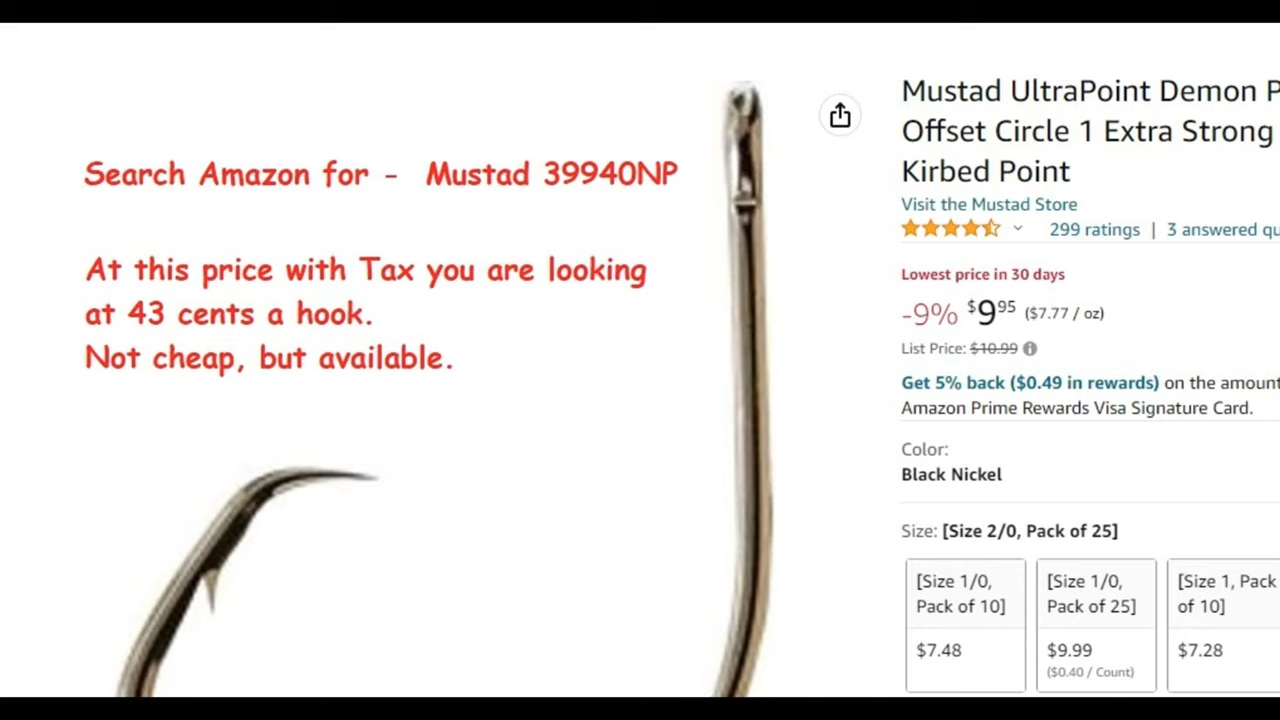 Search Amazon for - Mustad 39940NP
At this price with Tax you are looking
at 43 cents a hook.
Not cheap, but available.
Mustad UltraPoint Demon P
Offset Circle 1 Extra Strong
Kirbed Point
Visit the Mustad Store
299 ratings | 3 answered qu
Lowest price in 30 days
-9% $9.95 ($7.77 / oz)
List Price: $10.99
Get 5% back ($0.49 in rewards) on the amount
Amazon Prime Rewards Visa Signature Card.
Color:
Black Nickel
Size: [Size 2/0, Pack of 25]
[Size 1/0,
Pack of 10]
$7.48
[Size 1/0,
Pack of 25]
$9.99
($0.40 / Count)
[Size 1, Pack
of 10]
$7.28